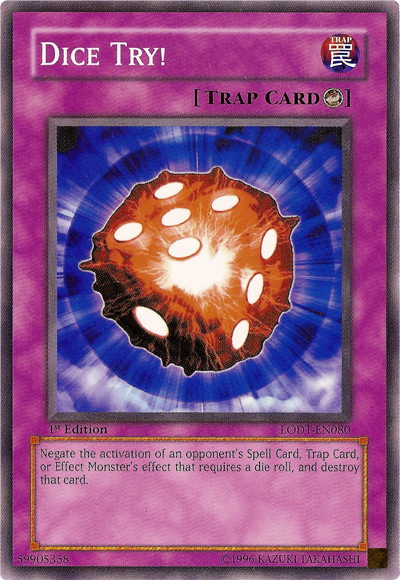 DICE TRY!
TRAP
罠
[TRAP CARD]
1st Edition
LODT-EN080
Negate the activation of an opponent's Spell Card, Trap Card,
or Effect Monster's effect that requires a die roll, and destroy
that card.
59905358
©1996 KAZUKI TAKAHASHI